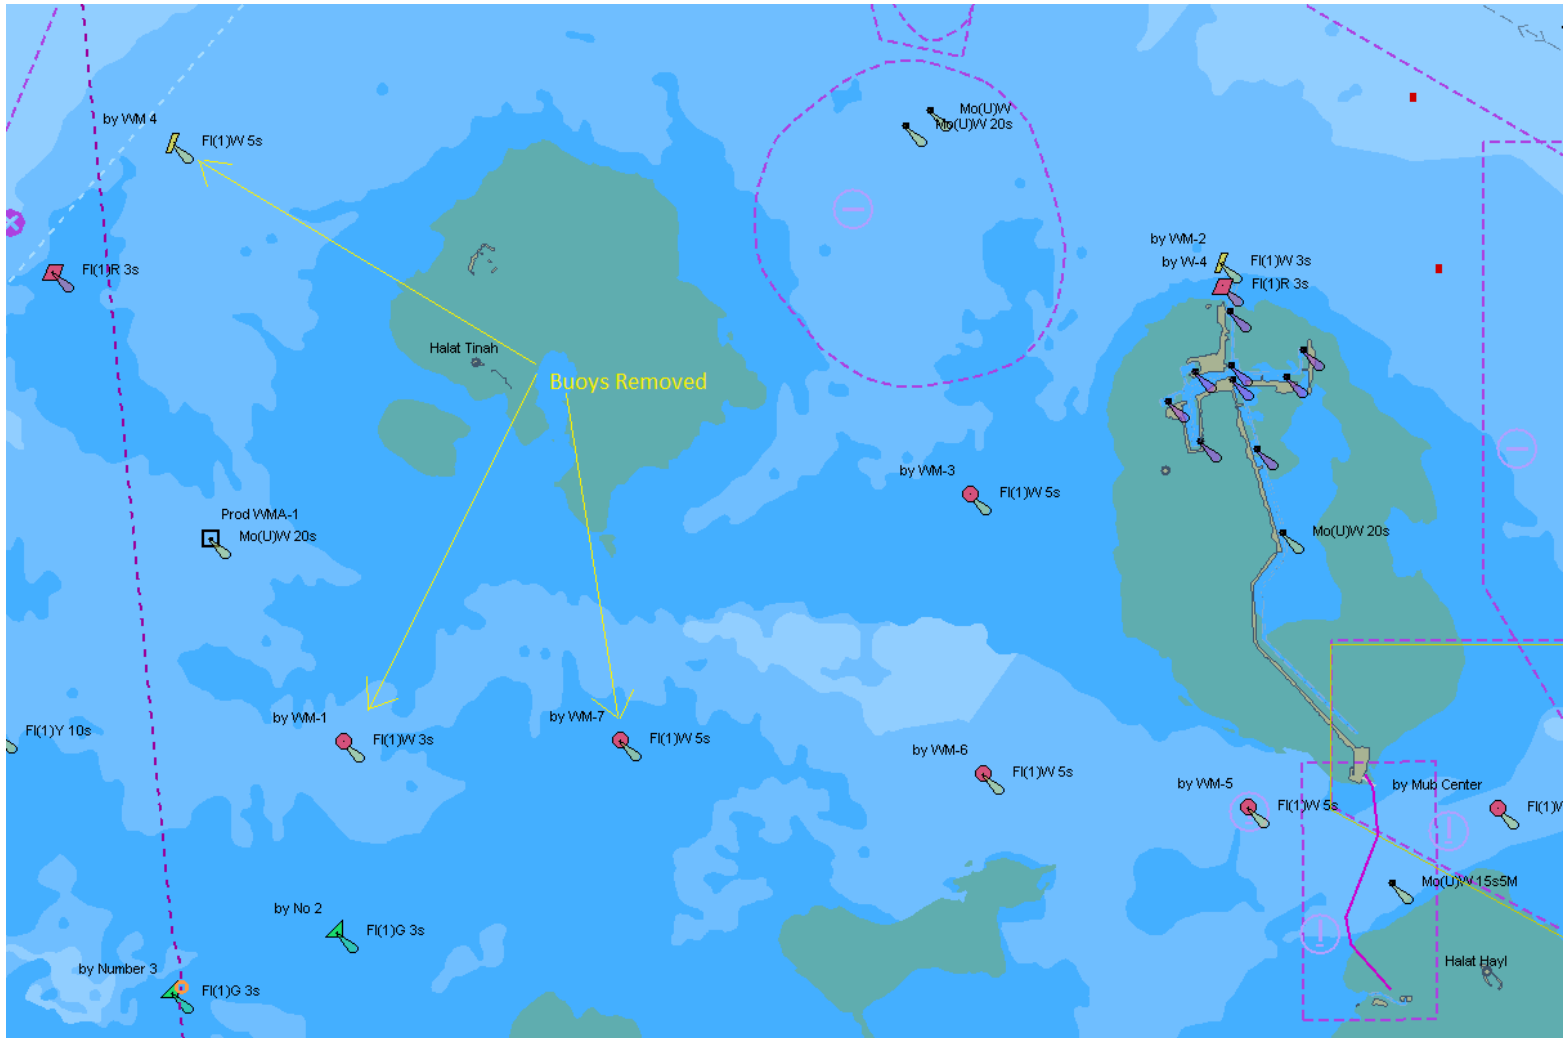 Mo(U)W
by WM 4
Mo(U)W 20s
Fl(1)W 5s
by WM-2
by W-4
Fl(1)W 3s
Fl(1)R 3s
Fl(1)R 3s
Halat Tinah
Buoys Removed
by WM-3
Fl(1)W 5s
Prod WMA-1
Mo(U)W 20s
Mo(U)W 20s
by WM-1
by WM-7
Fl(1)Y 10s
Fl(1)W 3s
Fl(1)W 5s
by WM-6
Fl(1)W 5s
by WM-5
by Mub Center
Fl(1)W 5s
Mo(U)W 15s5M
by No 2
Fl(1)G 3s
Halat Hayl
by Number 3
Fl(1)G 3s